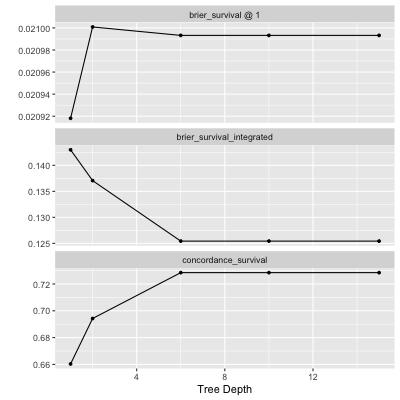 brier_survival @ 1
0.02100
0.02098
0.02096
0.02094
0.02092
brier_survival_integrated
0.140
0.135
0.130
0.125
concordance_survival
0.72
0.70
0.68
0.66
4 8 12
Tree Depth